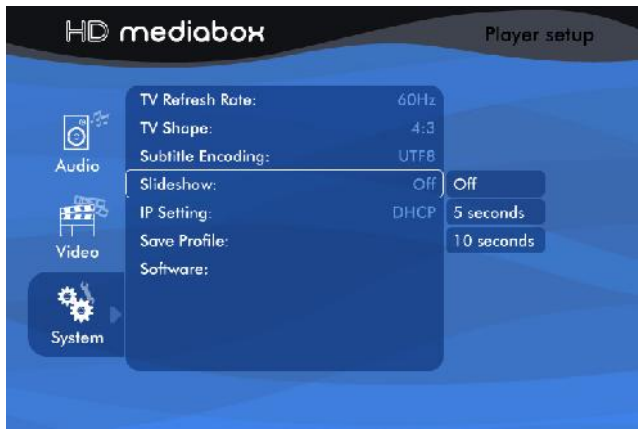 HD mediabox
Player setup
Audio
Video
System
TV Refresh Rate: 60Hz
TV Shape: 4:3
Subtitle Encoding: UTF8
Slideshow: Off
IP Setting: DHCP
Save Profile:
Software:
Off
5 seconds
10 seconds